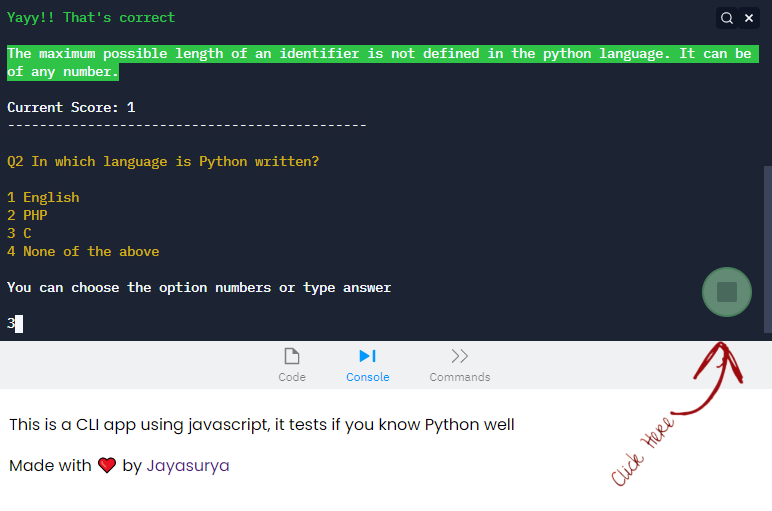 Yayy!! That's correct
The maximum possible length of an identifier is not defined in the python language. It can be
of any number.
Current Score: 1
---------------------------------------------
Q2 In which language is Python written?
1 English
2 PHP
3 C
4 None of the above
You can choose the option numbers or type answer
3
Code
Console
Commands
This is a CLI app using javascript, it tests if you know Python well
Click Here
Made with ❤️ by Jayasurya